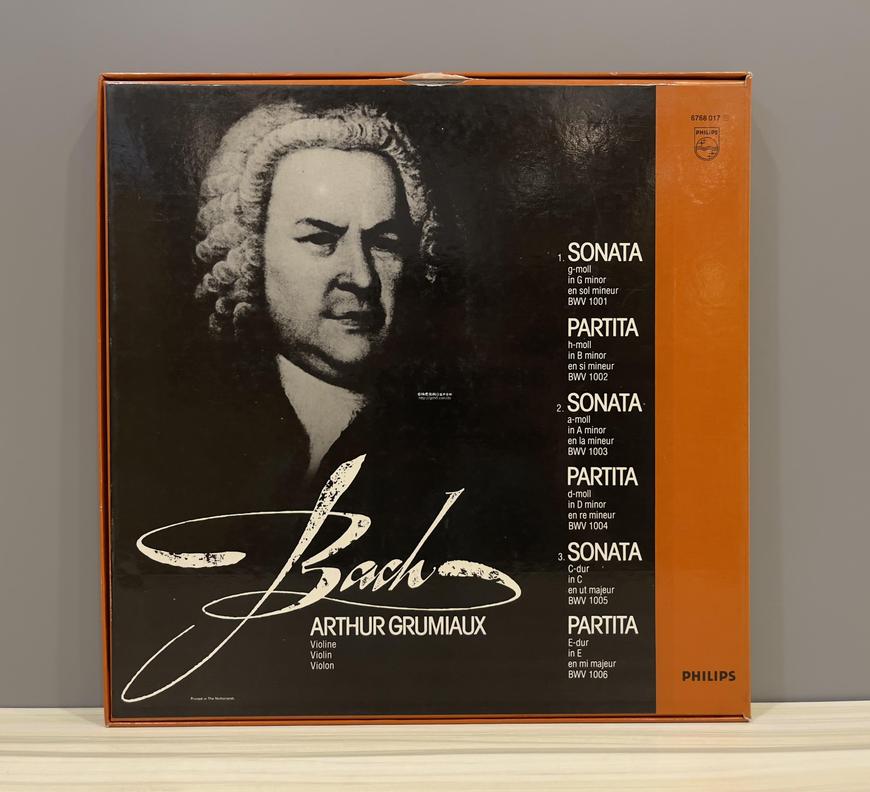 6768 017
PHILIPS
1. SONATA
g-moll
in G minor
en sol mineur
BWV 1001
PARTITA
h-moll
in B minor
en si mineur
BWV 1002
2. SONATA
a-moll
in A minor
en la mineur
BWV 1003
PARTITA
d-moll
in D minor
en re mineur
BWV 1004
3. SONATA
C-dur
in C
en ut majeur
BWV 1005
PARTITA
E-dur
in E
en mi majeur
BWV 1006
Bach
ARTHUR GRUMIAUX
Violine
Violin
Violon
Printed in The Netherlands
PHILIPS